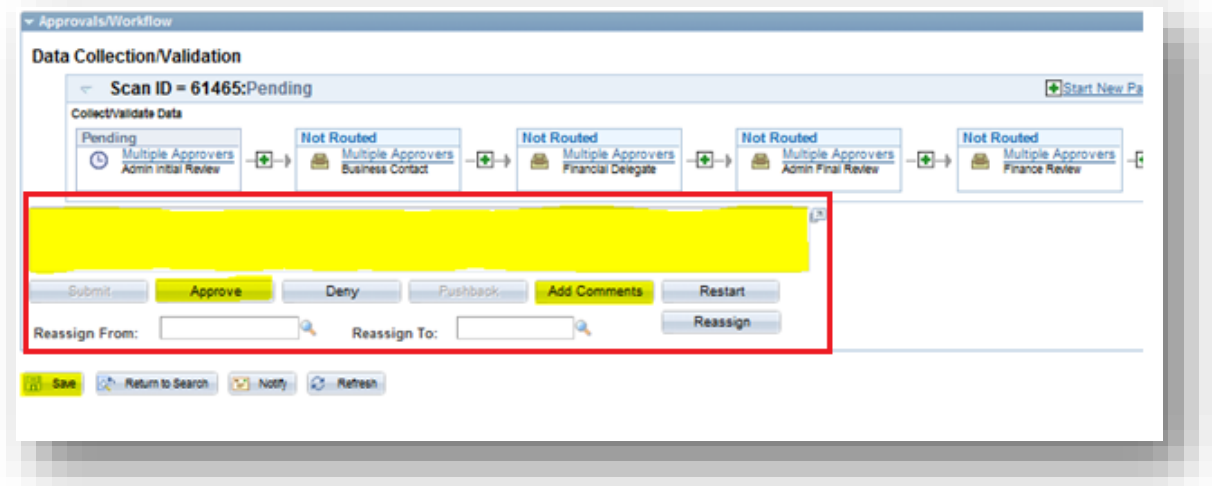 Approvals/Workflow
Data Collection/Validation
Scan ID = 61465:Pending
Start New Pa
Collect/Validate Data
Pending
Multiple Approvers
Admin Initial Review
Not Routed
Multiple Approvers
Business Contact
Not Routed
Multiple Approvers
Financial Delegate
Not Routed
Multiple Approvers
Admin Final Review
Not Routed
Multiple Approvers
Finance Review
Submit Approve Deny Pushback Add Comments Restart
Reassign From: Reassign To: Reassign
Save Return to Search Notify Refresh